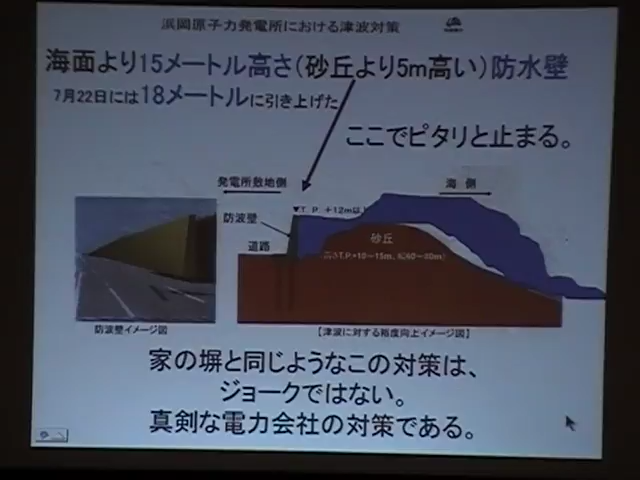 浜岡原子力発電所における津波対策
海面より15メートル高さ(砂丘より5m高い)防水壁
7月22日には18メートルに引き上げた
ここでピタリと止まる。
発電所敷地側
海 側
▼T.P.+12m以上
防波壁
道路
砂丘
高さT.P.+10~15m、幅60~80m)
防波壁イメージ図
【津波に対する裕度向上イメージ図】
家の塀と同じようなこの対策は、
ジョークではない。
真剣な電力会社の対策である。